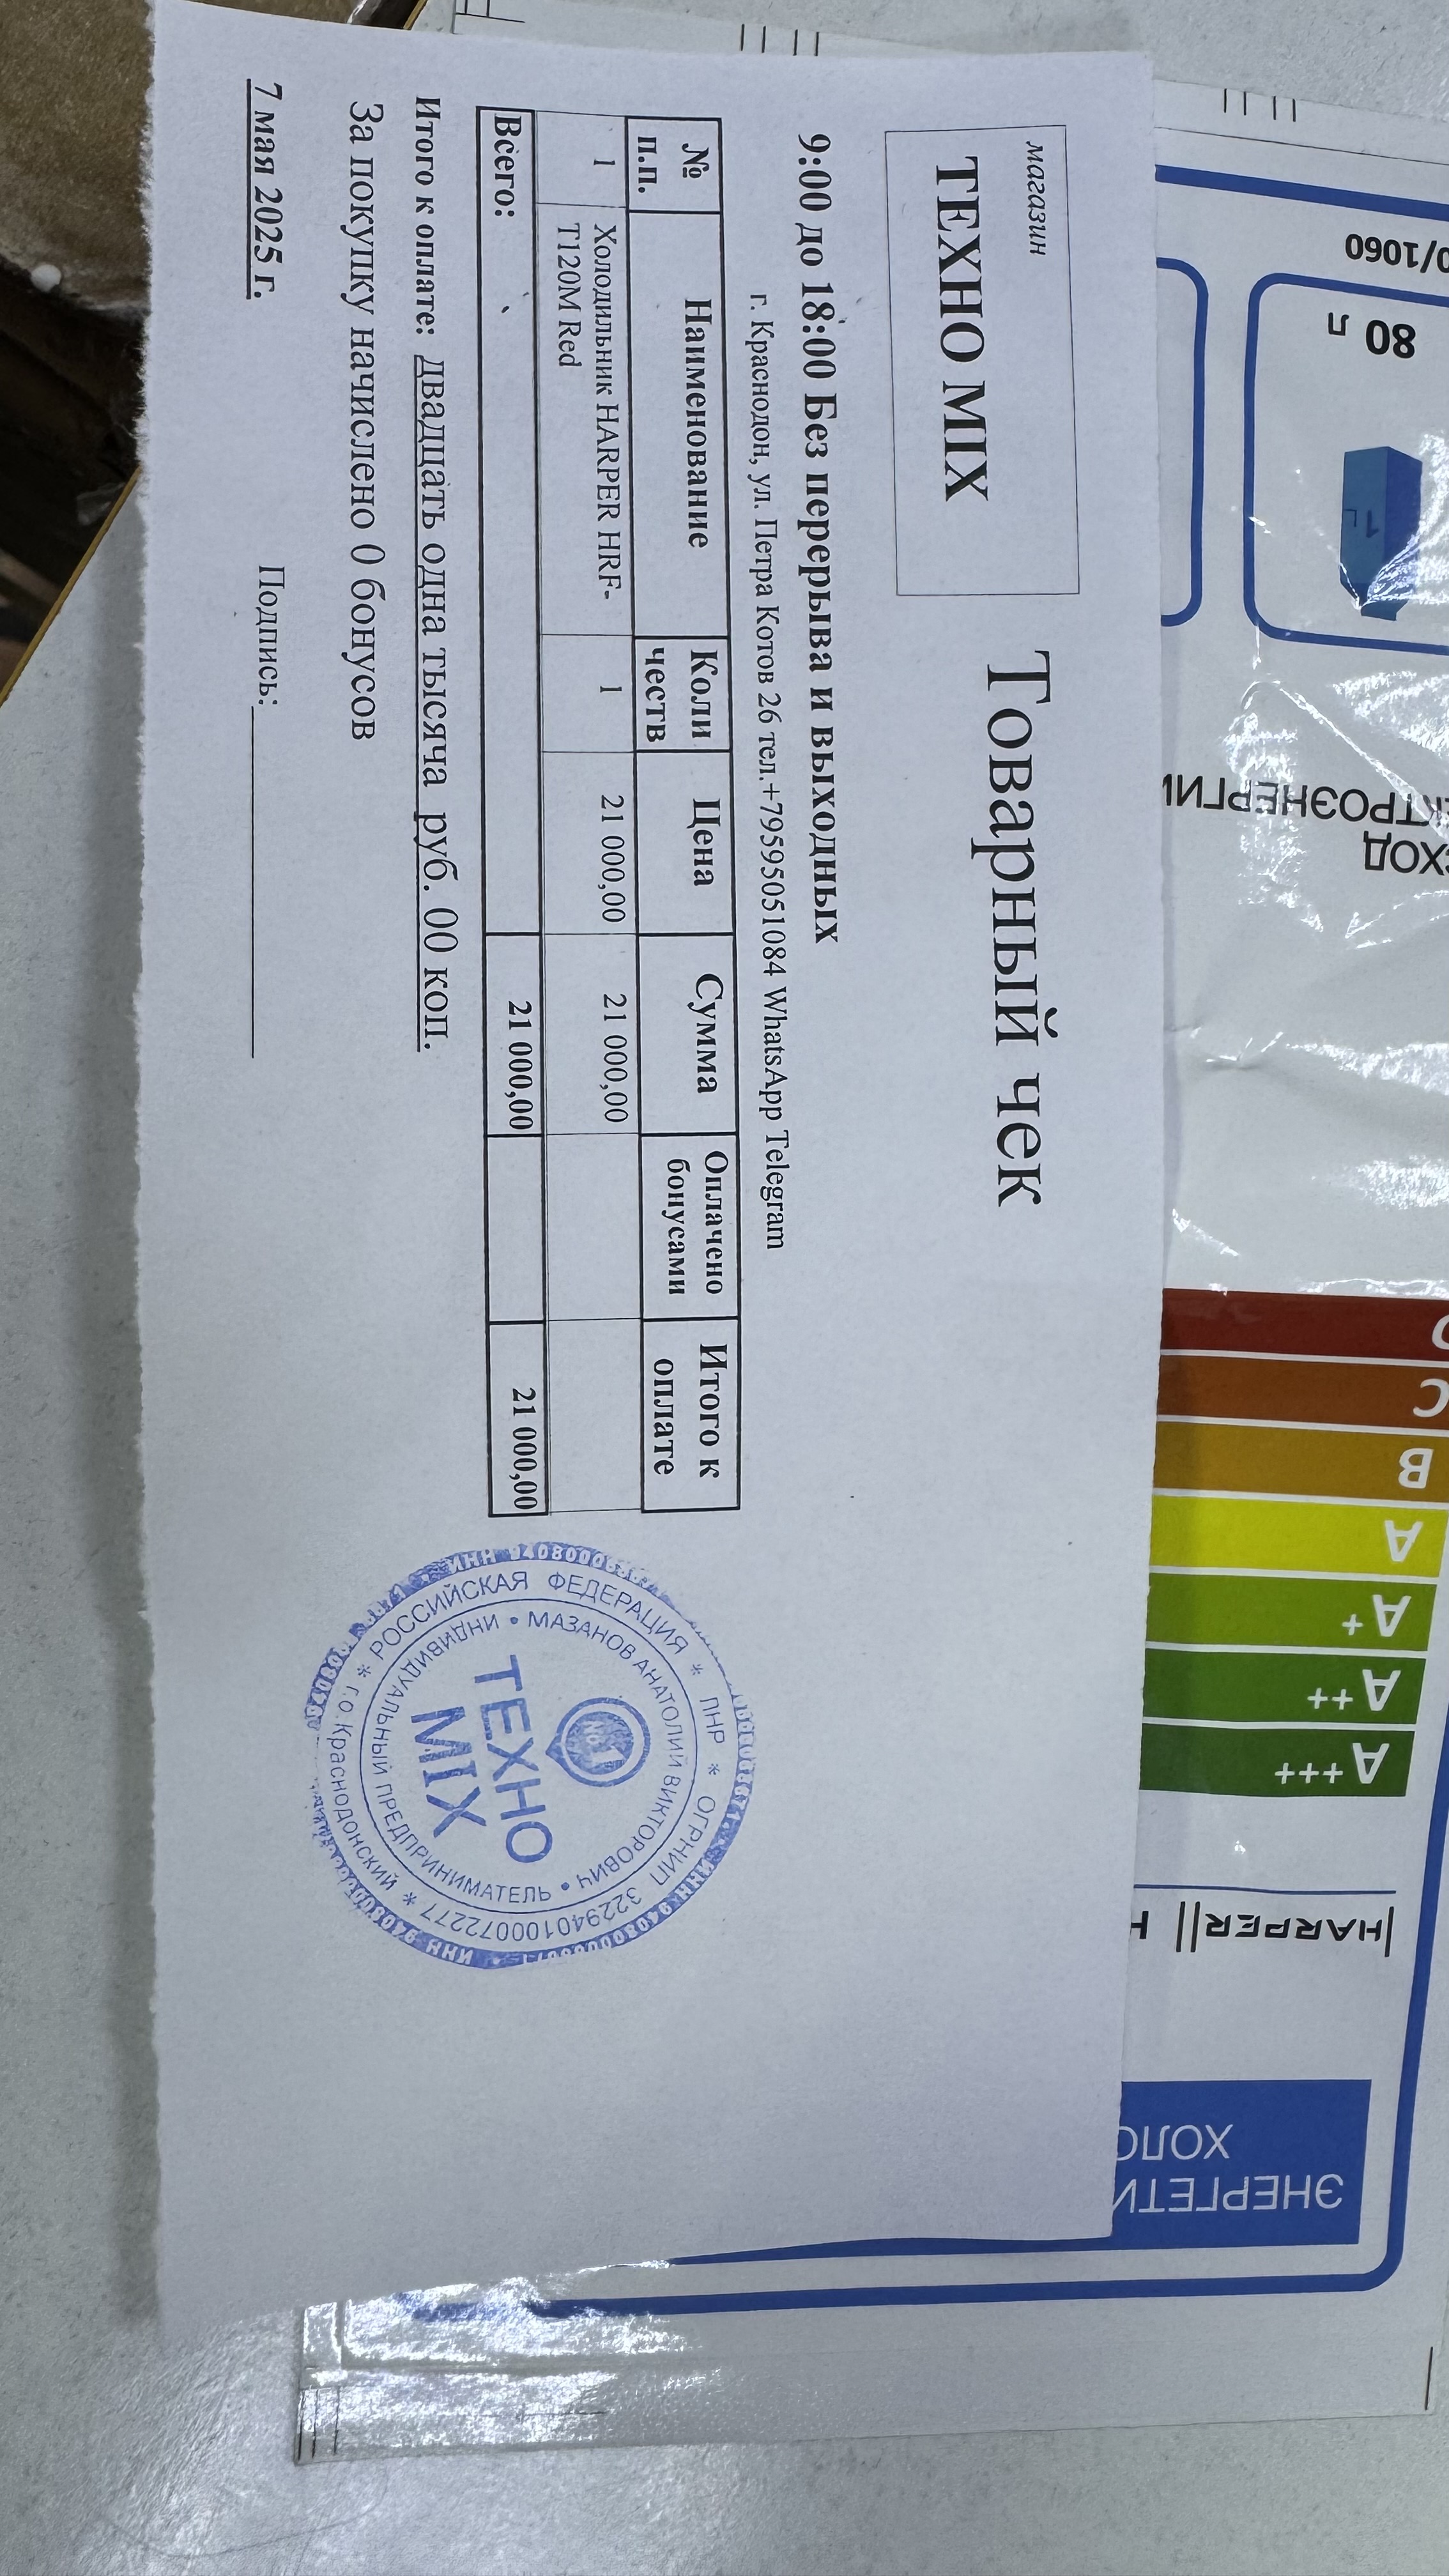 магазин
ТЕХНО MIX
Товарный чек
9:00 до 18:00 Без перерыва и выходных
г. Краснодон, ул. Петра Котов 26 тел.+79595051084 WhatsApp Telegram
№ п.п. Наименование Коли честв Цена Сумма Оплачено бонусами Итого к оплате
1 Холодильник HARPER HRF- 1 21 000,00 21 000,00
T120M Red
Всего: 21 000,00 21 000,00
Итого к оплате: двадцать одна тысяча руб. 00 коп.
За покупку начислено 0 бонусов
7 мая 2025 г. Подпись:
* РОССИЙСКАЯ ФЕДЕРАЦИЯ * ЛНР * ОГРНИП 322940100072277 * г.о. Краснодонский
• МАЗАНОВ АНАТОЛИЙ ВИКТОРОВИЧ • ИНДИВИДУАЛЬНЫЙ ПРЕДПРИНИМАТЕЛЬ
№1
ТЕХНО
MIX
HARPER
A+++
A++
A+
A
B
C
80 л